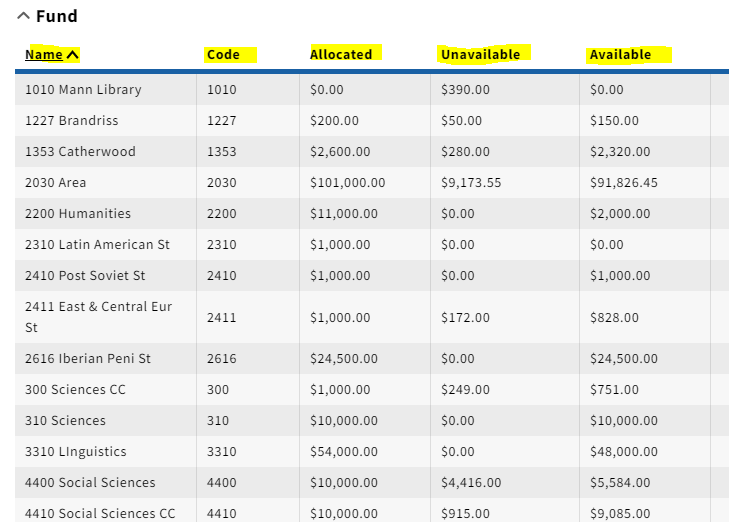 Fund
Name Code Allocated Unavailable Available
1010 Mann Library 1010 $0.00 $390.00 $0.00
1227 Brandriss 1227 $200.00 $50.00 $150.00
1353 Catherwood 1353 $2,600.00 $280.00 $2,320.00
2030 Area 2030 $101,000.00 $9,173.55 $91,826.45
2200 Humanities 2200 $11,000.00 $0.00 $2,000.00
2310 Latin American St 2310 $1,000.00 $0.00 $0.00
2410 Post Soviet St 2410 $1,000.00 $0.00 $1,000.00
2411 East & Central Eur
St 2411 $1,000.00 $172.00 $828.00
2616 Iberian Peni St 2616 $24,500.00 $0.00 $24,500.00
300 Sciences CC 300 $1,000.00 $249.00 $751.00
310 Sciences 310 $10,000.00 $0.00 $10,000.00
3310 LInguistics 3310 $54,000.00 $0.00 $48,000.00
4400 Social Sciences 4400 $10,000.00 $4,416.00 $5,584.00
4410 Social Sciences CC 4410 $10,000.00 $915.00 $9,085.00